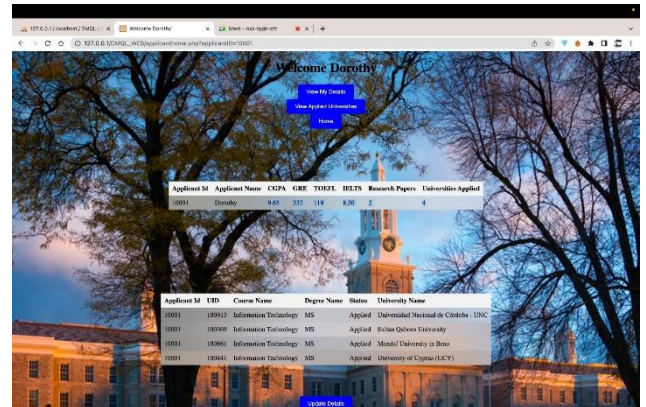 127.0.0.1 / localhost / DMQL
Welcome Dorothy
Meet –
127.0.0.1/DMQL_WEB/applicanthome.php?applicantID=10001
Welcome Dorothy
View My Details
View Applied Universities
Home
Applicant Id Applicant Name CGPA GRE TOEFL IELTS Research Papers Universities Applied
10001 Dorothy 9.65 337 119 8.50 2 4
Applicant Id UID Course Name Degree Name Status University Name
10001 100913 Information Technology MS Applied Universidad Nacional de Córdoba - UNC
10001 100369 Information Technology MS Applied Sultan Qaboos University
10001 100861 Information Technology MS Applied Mendel University in Brno
10001 100441 Information Technology MS Applied University of Cyprus (UCY)
Update Details